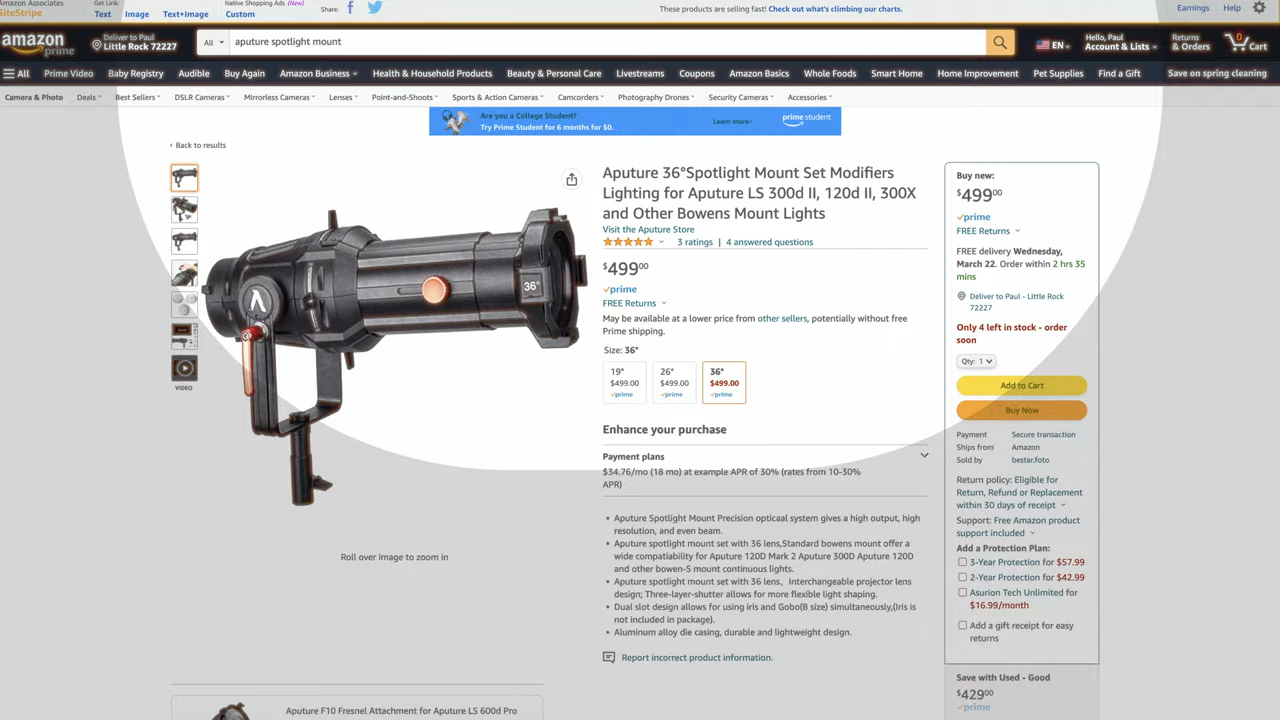 Amazon Associates
SiteStripe
Get Link:
Text
Image
Text+Image
Native Shopping Ads (New)
Custom
Share:
These products are selling fast! Check out what's climbing our charts.
Earnings
Help
amazon
prime
Deliver to Paul
Little Rock 72227
All
aputure spotlight mount
EN
Hello, Paul
Account & Lists
Returns
& Orders
0
Cart
All
Prime Video
Baby Registry
Audible
Buy Again
Amazon Business
Health & Household Products
Beauty & Personal Care
Livestreams
Coupons
Amazon Basics
Whole Foods
Smart Home
Home Improvement
Pet Supplies
Find a Gift
Save on spring cleaning
Camera & Photo
Deals
Best Sellers
DSLR Cameras
Mirrorless Cameras
Lenses
Point-and-Shoots
Sports & Action Cameras
Camcorders
Photography Drones
Security Cameras
Accessories
Are you a College Student?
Try Prime Student for 6 months for $0.
Learn more
prime student
‹ Back to results
36°
VIDEO
Roll over image to zoom in
Aputure 36°Spotlight Mount Set Modifiers
Lighting for Aputure LS 300d II, 120d II, 300X
and Other Bowens Mount Lights
Visit the Aputure Store
3 ratings | 4 answered questions
$499.00
prime
FREE Returns
May be available at a lower price from other sellers, potentially without free
Prime shipping.
Size: 36°
19°
$499.00
prime
26°
$499.00
prime
36°
$499.00
prime
Enhance your purchase
Payment plans
$34.76/mo (18 mo) at example APR of 30% (rates from 10-30%
APR)
• Aputure Spotlight Mount Precision opticaal system gives a high output, high
resolution, and even beam.
• Aputure spotlight mount set with 36 lens,Standard bowens mount offer a
wide compatiability for Aputure 120D Mark 2 Aputure 300D Aputure 120D
and other bowen-S mount continuous lights.
• Aputure spotlight mount set with 36 lens, Interchangeable projector lens
design; Three-layer-shutter allows for more flexible light shaping.
• Dual slot design allows for using iris and Gobo(B size) simultaneously,(Iris is
not included in package).
• Aluminum alloy die casing, durable and lightweight design.
Report incorrect product information.
Aputure F10 Fresnel Attachment for Aputure LS 600d Pro
Buy new:
$499.00
prime
FREE Returns
FREE delivery Wednesday,
March 22. Order within 2 hrs 35
mins
Deliver to Paul - Little Rock
72227
Only 4 left in stock - order
soon
Qty: 1
Add to Cart
Buy Now
Payment Secure transaction
Ships from Amazon
Sold by bestar.foto
Return policy: Eligible for
Return, Refund or Replacement
within 30 days of receipt
Support: Free Amazon product
support included
Add a Protection Plan:
3-Year Protection for $57.99
2-Year Protection for $42.99
Asurion Tech Unlimited for
$16.99/month
Add a gift receipt for easy
returns
Save with Used - Good
$429.00
prime